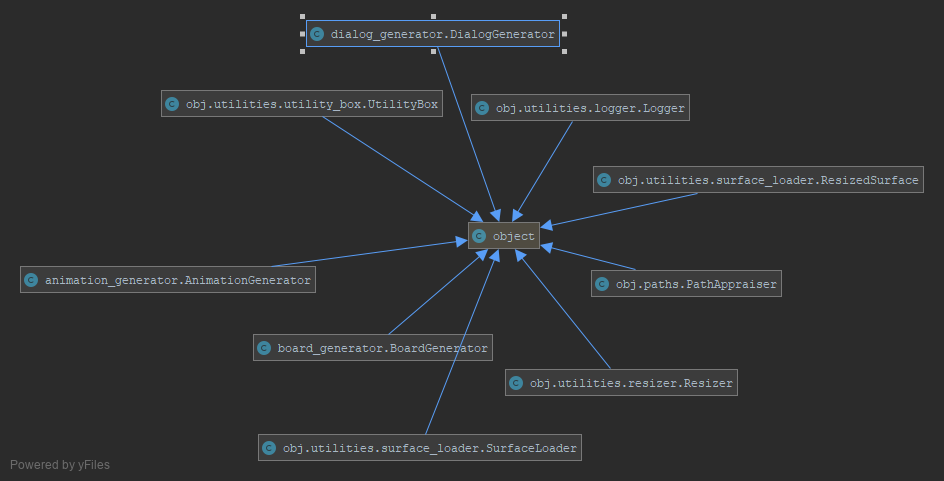 dialog_generator.DialogGenerator
obj.utilities.utility_box.UtilityBox
obj.utilities.logger.Logger
obj.utilities.surface_loader.ResizedSurface
object
animation_generator.AnimationGenerator
obj.paths.PathAppraiser
board_generator.BoardGenerator
obj.utilities.resizer.Resizer
obj.utilities.surface_loader.SurfaceLoader
Powered by yFiles